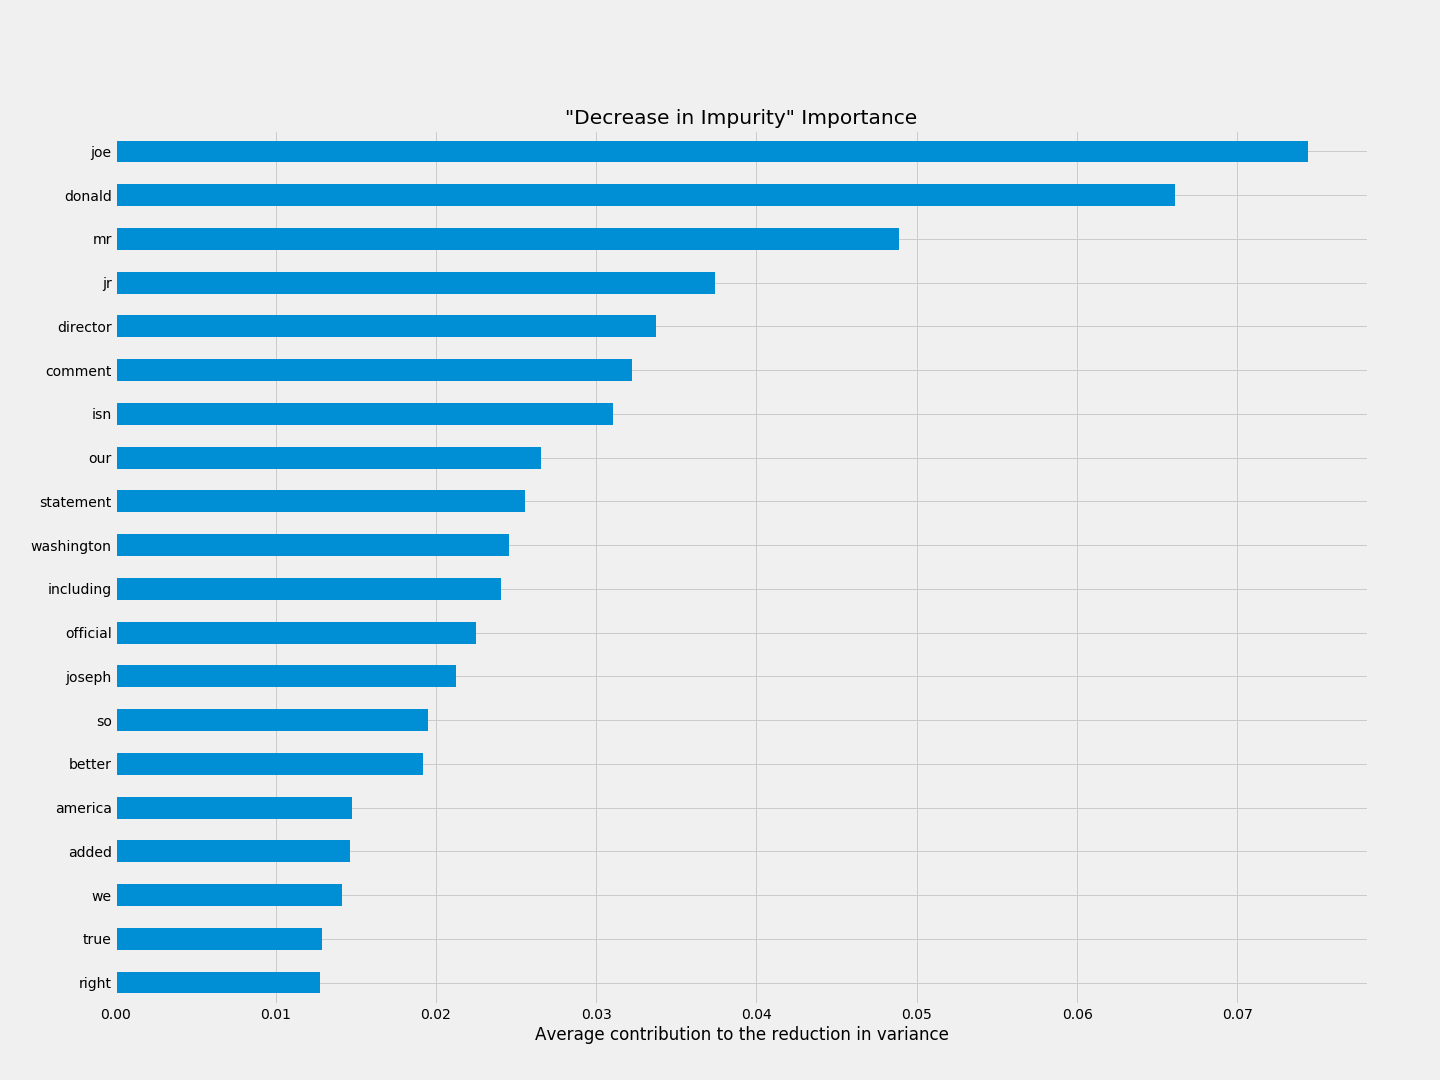 "Decrease in Impurity" Importance
joe
donald
mr
jr
director
comment
isn
our
statement
washington
including
official
joseph
so
better
america
added
we
true
right
0.00 0.01 0.02 0.03 0.04 0.05 0.06 0.07
Average contribution to the reduction in variance